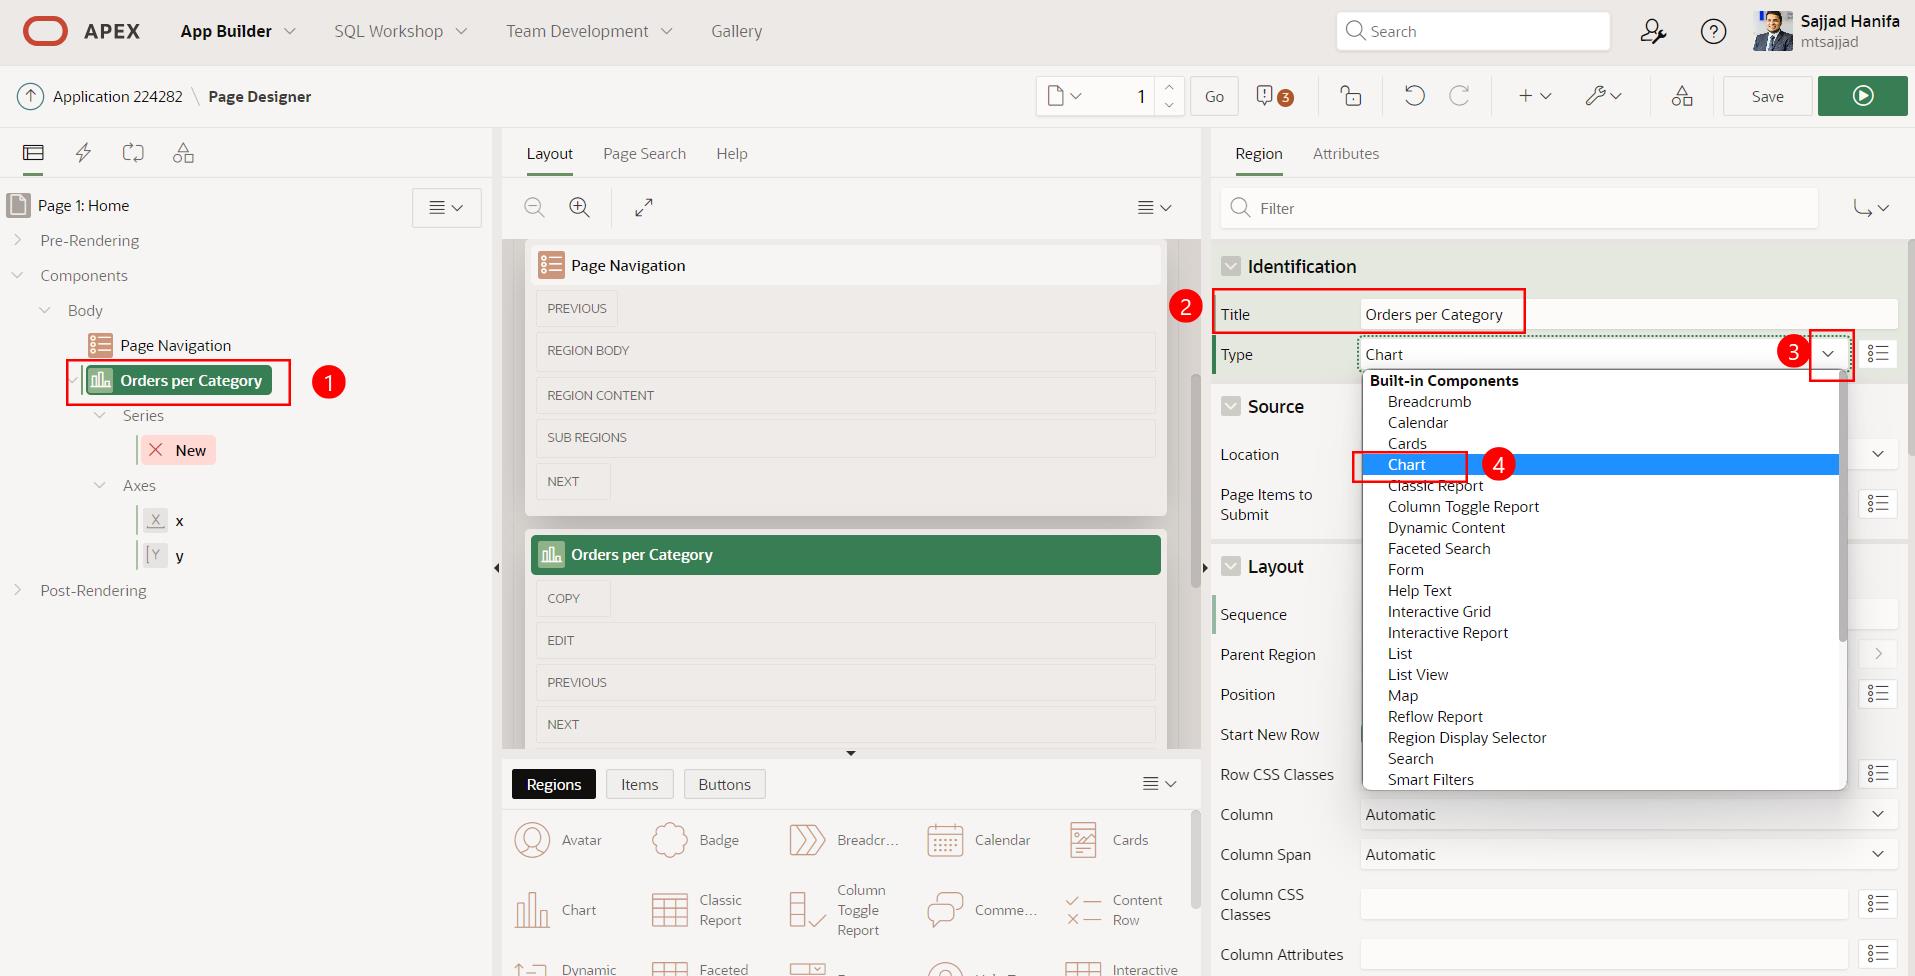 APEX
App Builder
SQL Workshop
Team Development
Gallery
Search
Sajjad Hanifa
mtsajjad
Application 224282 \ Page Designer
1
Go
3
Save
Page 1: Home
Pre-Rendering
Components
Body
Page Navigation
Orders per Category
1
Series
New
Axes
X x
Y y
Post-Rendering
Layout
Page Search
Help
Page Navigation
PREVIOUS
REGION BODY
REGION CONTENT
SUB REGIONS
NEXT
Orders per Category
COPY
EDIT
PREVIOUS
NEXT
Regions
Items
Buttons
Avatar
Badge
Breadcr...
Calendar
Cards
Chart
Classic
Report
Column
Toggle
Report
Comme...
Content
Row
Dynamic
Faceted
Interactive
Region
Attributes
Filter
Identification
2
Title
Orders per Category
Type
Chart
3
Built-in Components
Breadcrumb
Calendar
Cards
Chart
4
Classic Report
Column Toggle Report
Dynamic Content
Faceted Search
Form
Help Text
Interactive Grid
Interactive Report
List
List View
Map
Reflow Report
Region Display Selector
Search
Smart Filters
Source
Location
Page Items to
Submit
Layout
Sequence
Parent Region
Position
Start New Row
Row CSS Classes
Column
Automatic
Column Span
Automatic
Column CSS
Classes
Column Attributes